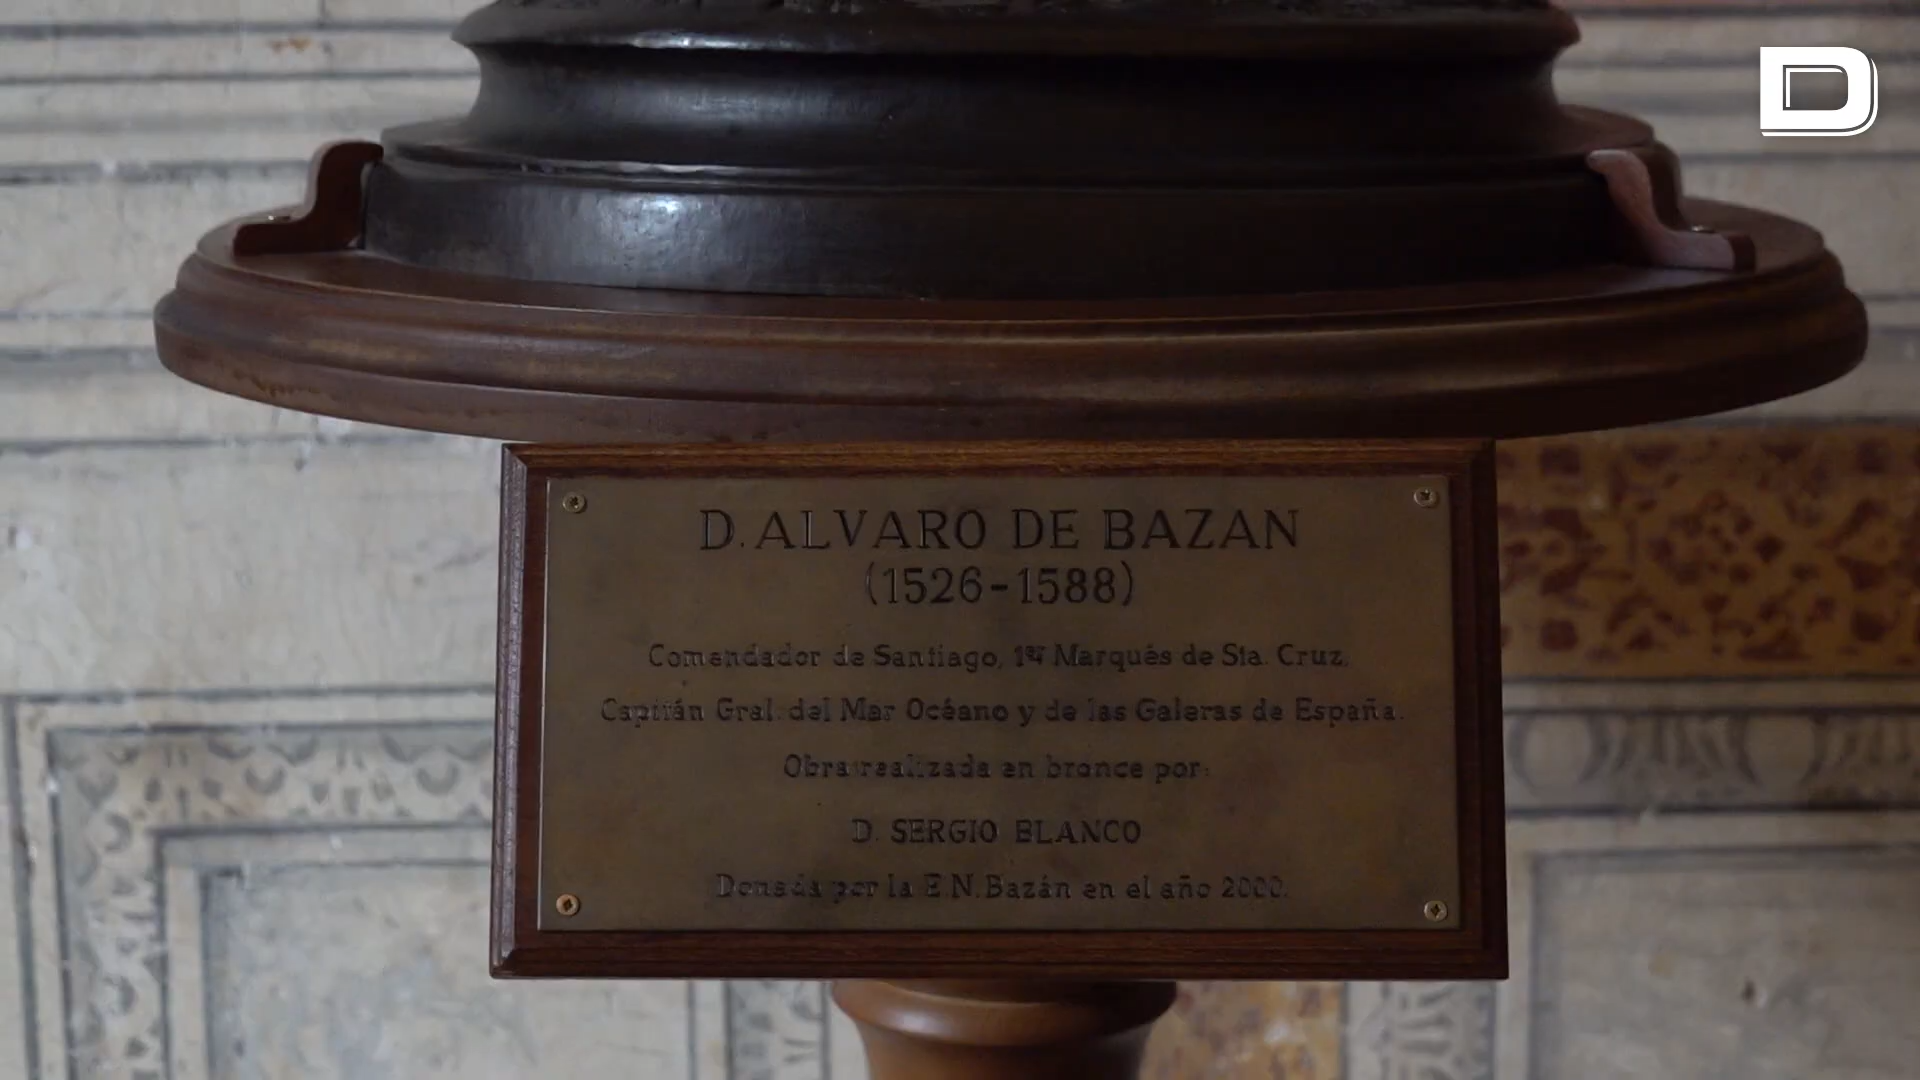 D
D. ALVARO DE BAZAN
(1526-1588)
Comendador de Santiago, 1er Marqués de Sta. Cruz,
Capitán Gral. del Mar Océano y de las Galeras de España.
Obra realizada en bronce por:
D. SERGIO BLANCO
Donada por la E.N. Bazán en el año 2000.